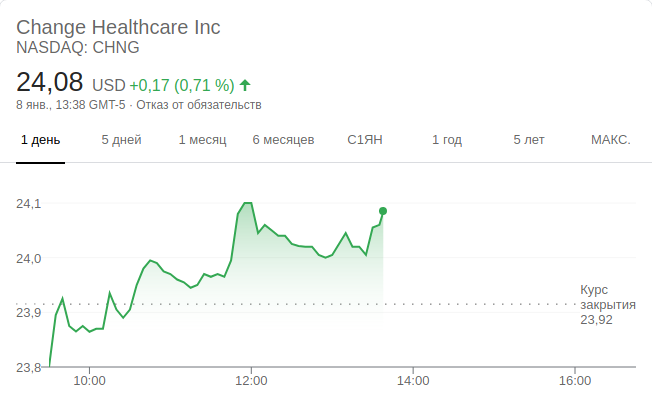 Change Healthcare Inc
NASDAQ: CHNG
24,08 USD +0,17 (0,71 %)
8 янв., 13:38 GMT-5 · Отказ от обязательств
1 день 5 дней 1 месяц 6 месяцев С1ЯН 1 год 5 лет МАКС.
24,1
24,0
Курс
закрытия
23,92
23,9
23,8
10:00 12:00 14:00 16:00